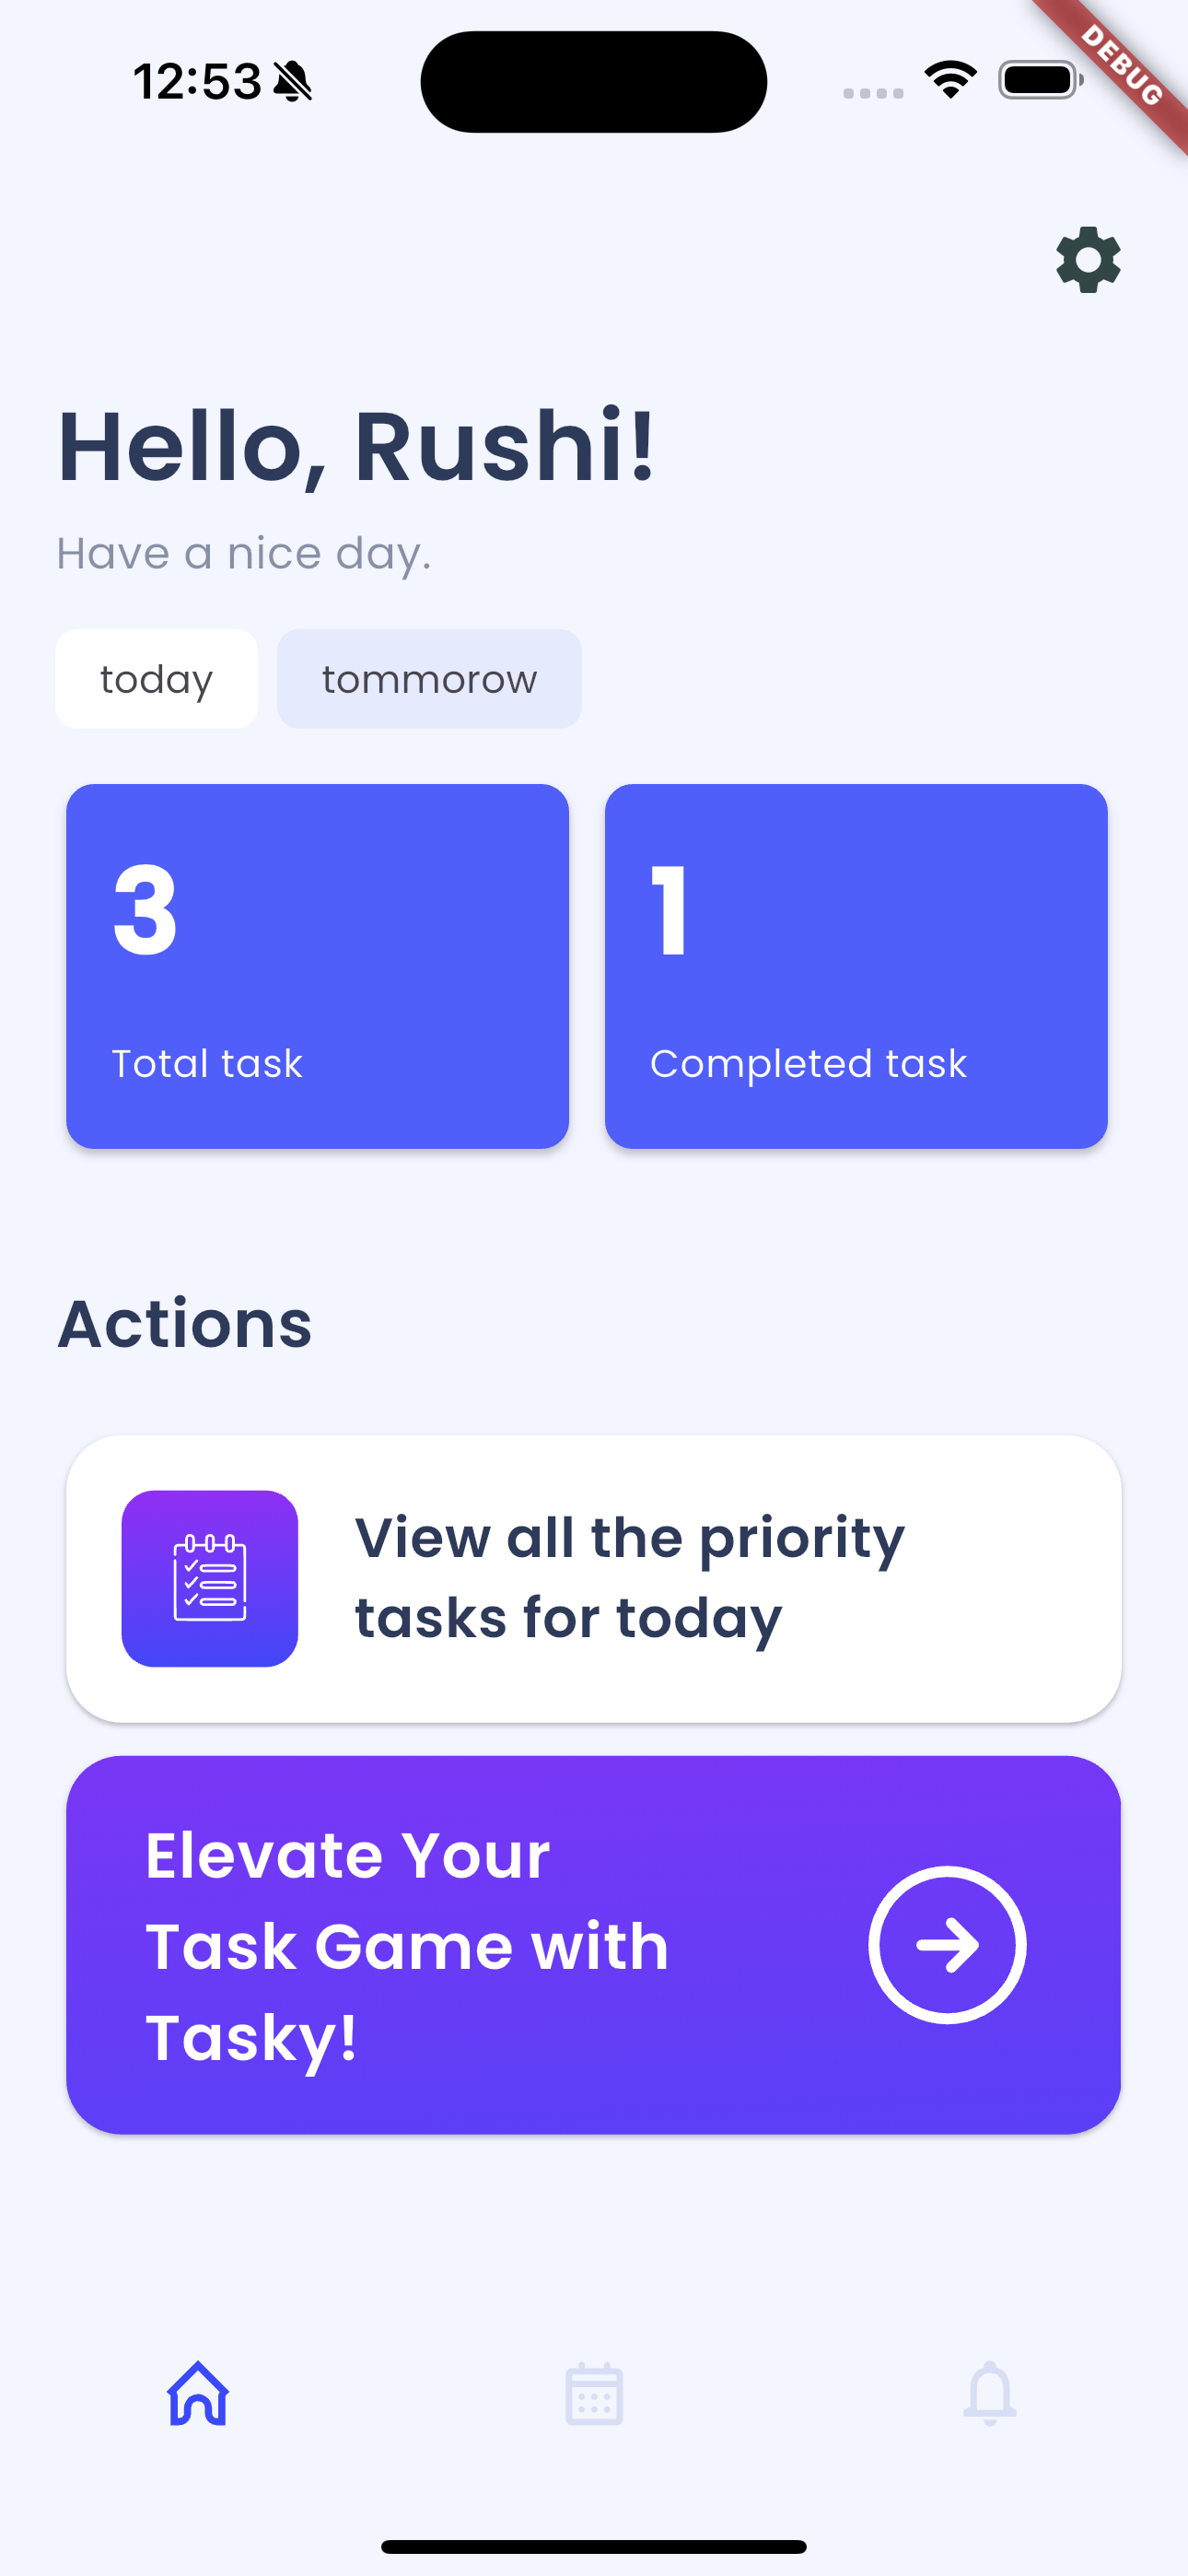 12:53
DEBUG
Hello, Rushi!
Have a nice day.
today
tommorow
3
1
Total task
Completed task
Actions
View all the priority
tasks for today
Elevate Your
Task Game with
Tasky!